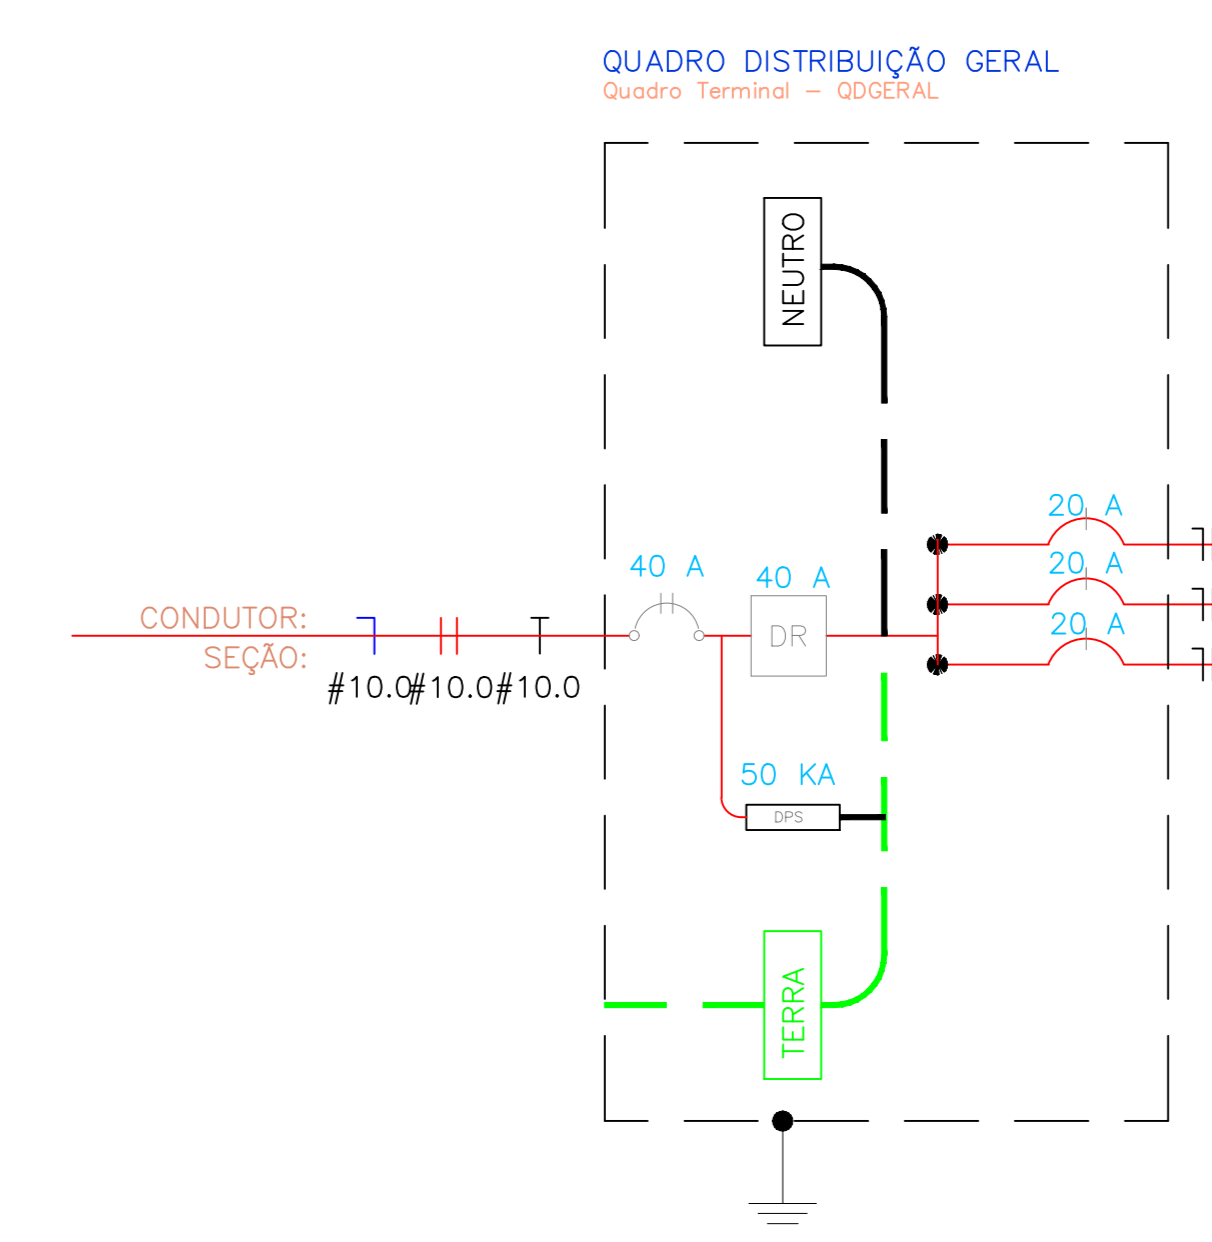 QUADRO DISTRIBUIÇÃO GERAL
Quadro Terminal - QDGERAL
NEUTRO
20 A
20 A
20 A
40 A
40 A
DR
CONDUTOR:
SEÇÃO:
#10.0 #10.0 #10.0
50 KA
DPS
TERRA